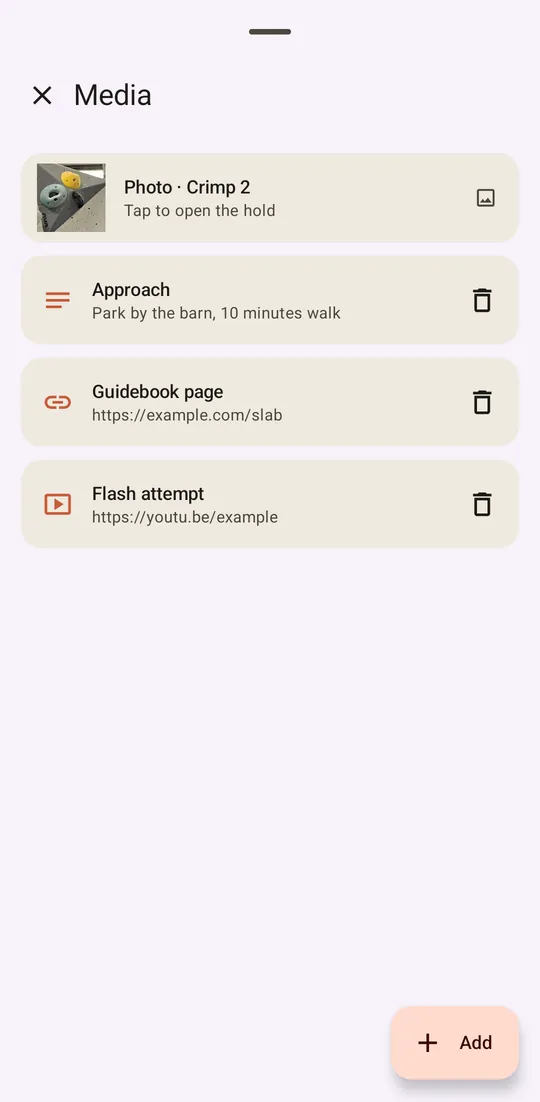 Media
Photo · Crimp 2
Tap to open the hold
Approach
Park by the barn, 10 minutes walk
Guidebook page
https://example.com/slab
Flash attempt
https://youtu.be/example
Add